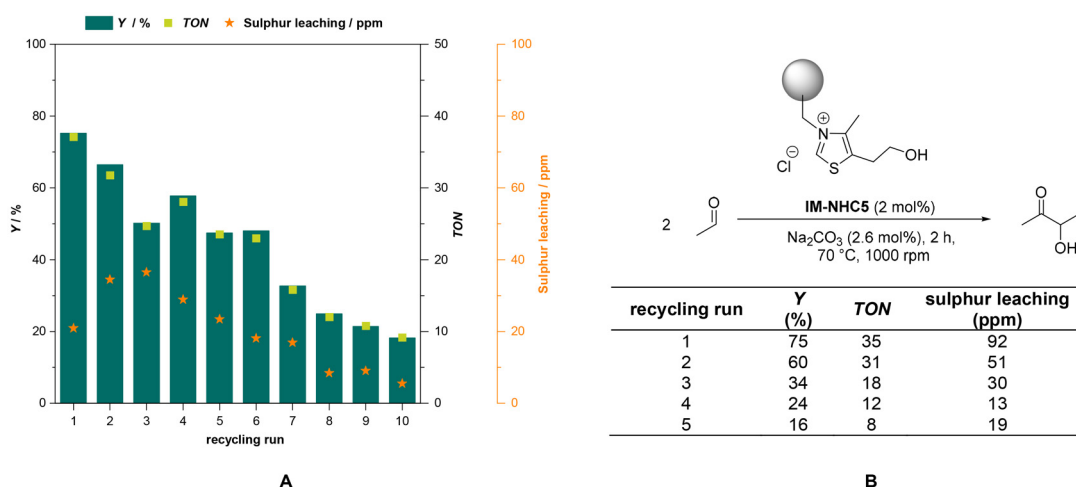 Y / %
TON
Sulphur leaching / ppm
100
80
60
40
20
0
Y / %
50
40
30
20
10
0
TON
100
80
60
40
20
0
Sulphur leaching / ppm
1 2 3 4 5 6 7 8 9 10
recycling run
A
N
+
Cl
−
S
OH
2
O
IM-NHC5 (2 mol%)
Na₂CO₃ (2.6 mol%), 2 h,
70 °C, 1000 rpm
O
OH
recycling run Y (%) TON sulphur leaching (ppm)
1 75 35 92
2 60 31 51
3 34 18 30
4 24 12 13
5 16 8 19
B